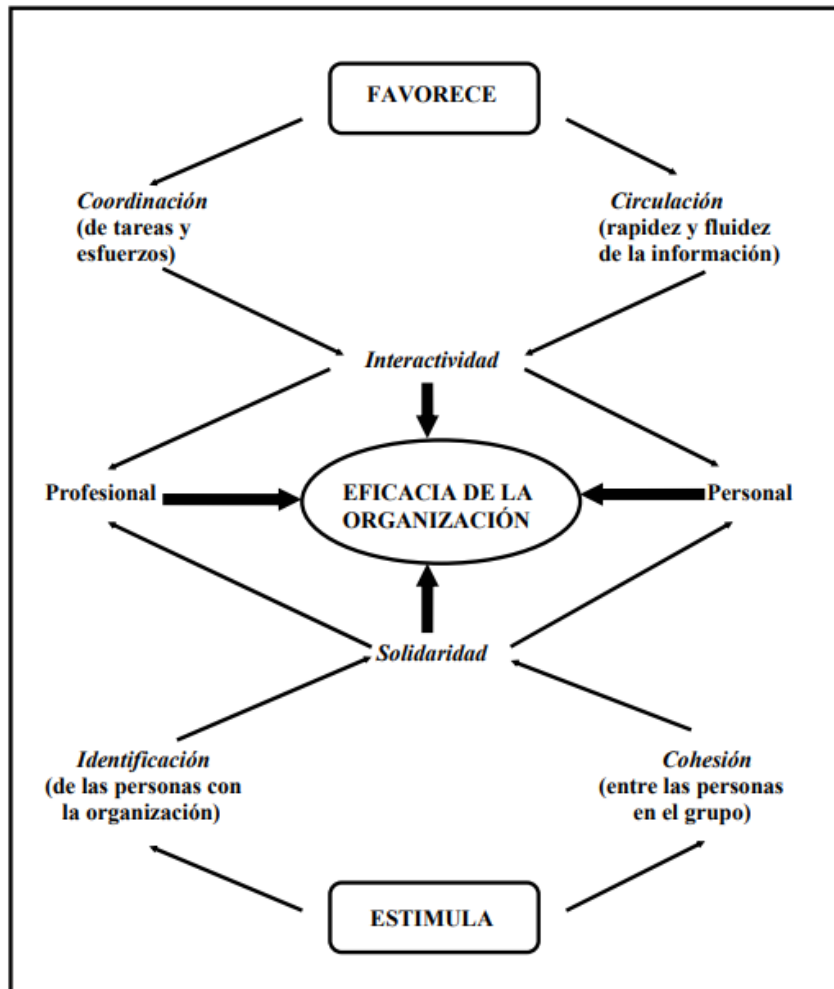 FAVORECE
Coordinación
(de tareas y
esfuerzos)
Circulación
(rapidez y fluidez
de la información)
Interactividad
Profesional
EFICACIA DE LA
ORGANIZACIÓN
Personal
Solidaridad
Identificación
(de las personas con
la organización)
Cohesión
(entre las personas
en el grupo)
ESTIMULA